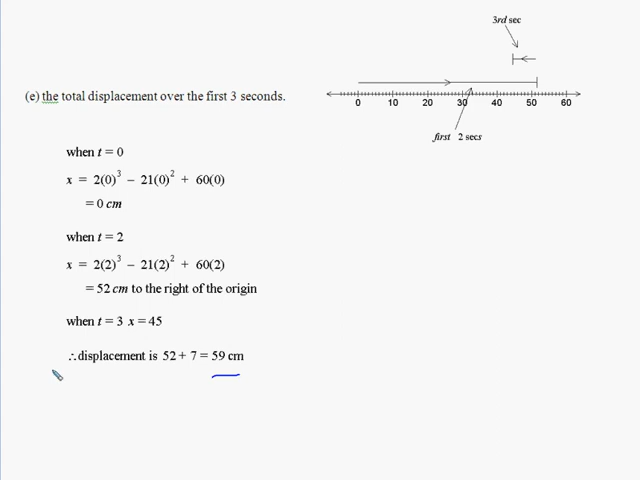 3rd sec
(e) the total displacement over the first 3 seconds.
0 10 20 30 40 50 60
first 2 secs
when t = 0
x = 2(0)³ − 21(0)² + 60(0)
= 0 cm
when t = 2
x = 2(2)³ − 21(2)² + 60(2)
= 52 cm to the right of the origin
when t = 3 x = 45
∴displacement is 52 + 7 = 59 cm